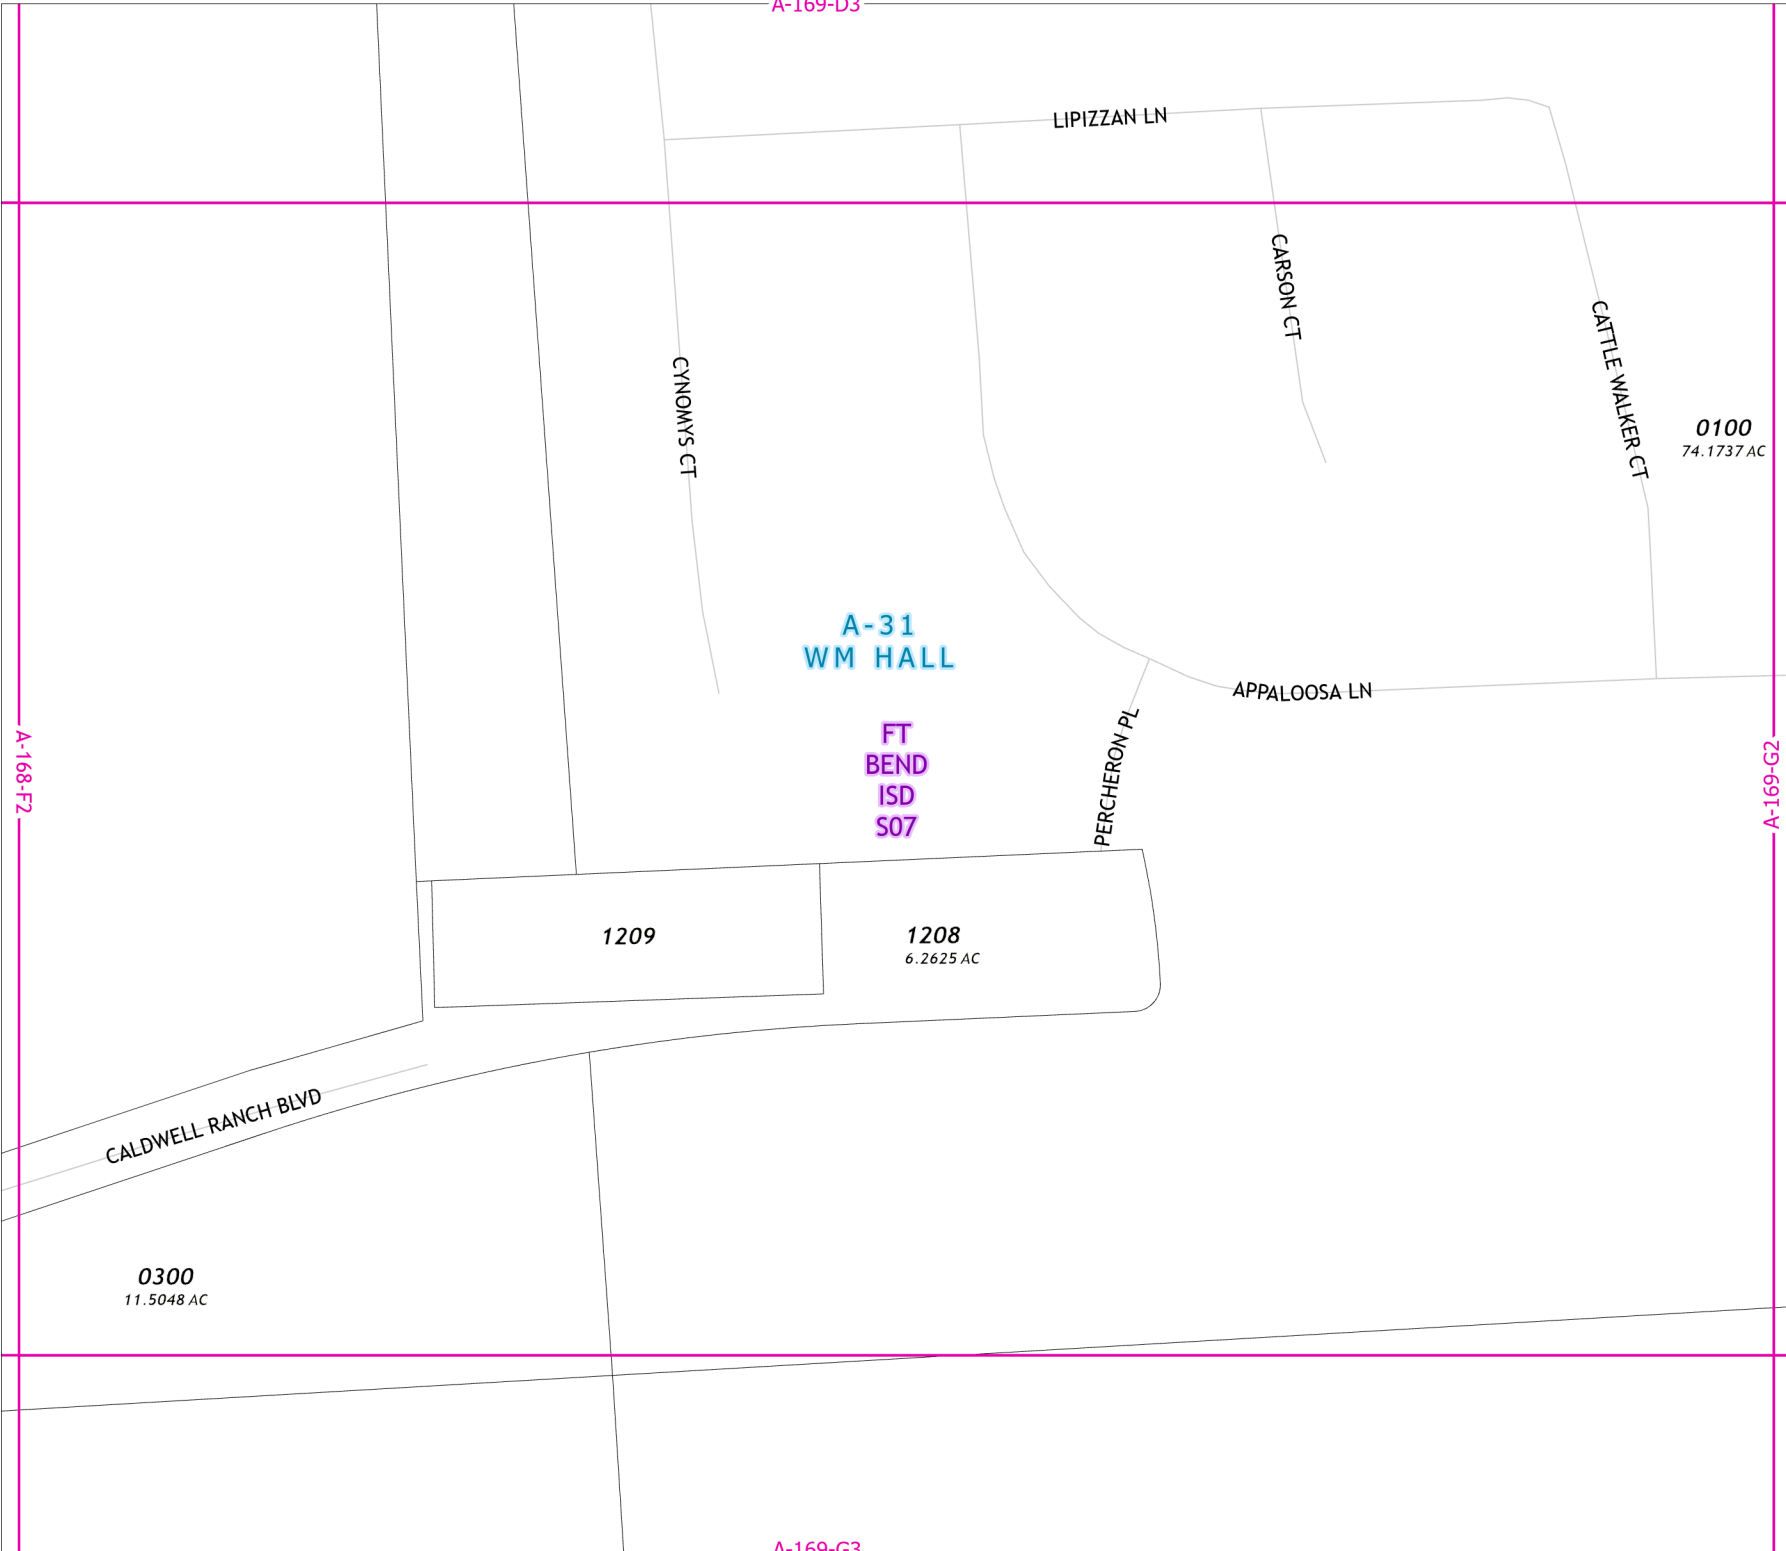 A-169-D3
LIPIZZAN LN
CARSON CT
CATTLE WALKER CT
CYNOMYS CT
0100
74.1737 AC
A-31
WM HALL
APPALOOSA LN
PERCHERON PL
FT
BEND
ISD
S07
A-168-F2
A-169-G2
1209
1208
6.2625 AC
CALDWELL RANCH BLVD
0300
11.5048 AC
A-169-G3